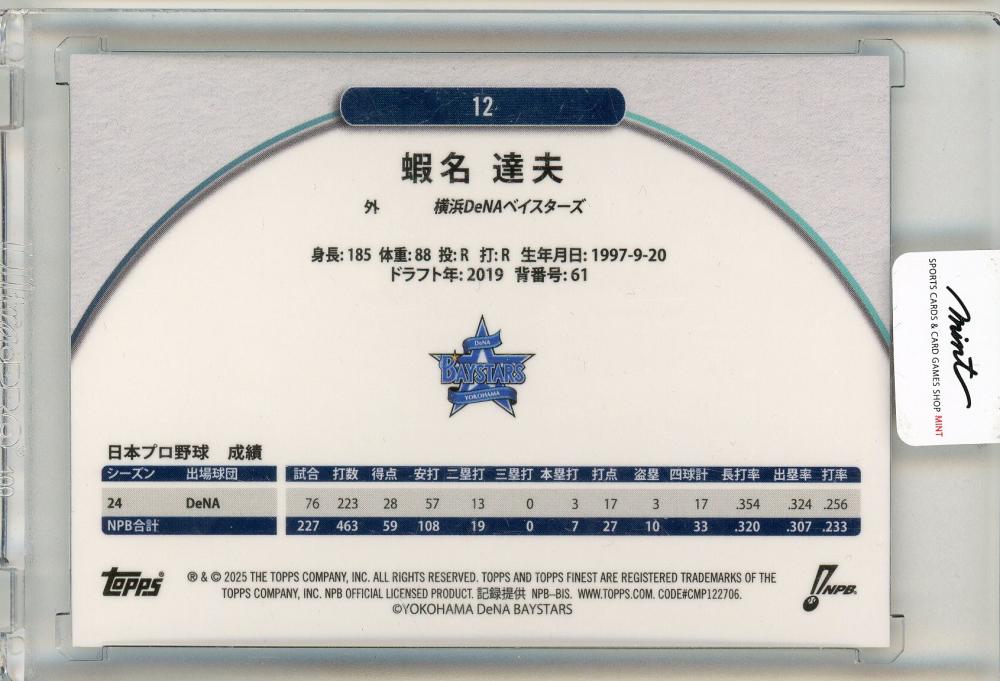 12
蝦名 達夫
外 横浜DeNAベイスターズ
身長: 185 体重: 88 投: R 打: R 生年月日: 1997-9-20
ドラフト年: 2019 背番号: 61
DeNA
BAYSTARS
YOKOHAMA
日本プロ野球 成績
シーズン 出場球団 試合 打数 得点 安打 二塁打 三塁打 本塁打 打点 盗塁 四球計 長打率 出塁率 打率
24 DeNA 76 223 28 57 13 0 3 17 3 17 .354 .324 .256
NPB合計 227 463 59 108 19 0 7 27 10 33 .320 .307 .233
topps
® & © 2025 THE TOPPS COMPANY, INC. ALL RIGHTS RESERVED. TOPPS AND TOPPS FINEST ARE REGISTERED TRADEMARKS OF THE
TOPPS COMPANY, INC. NPB OFFICIAL LICENSED PRODUCT. 記録提供 NPB-BIS. WWW.TOPPS.COM. CODE#CMP122706.
©YOKOHAMA DeNA BAYSTARS
NPB
mint
SPORTS CARDS & CARD GAMES SHOP MINT